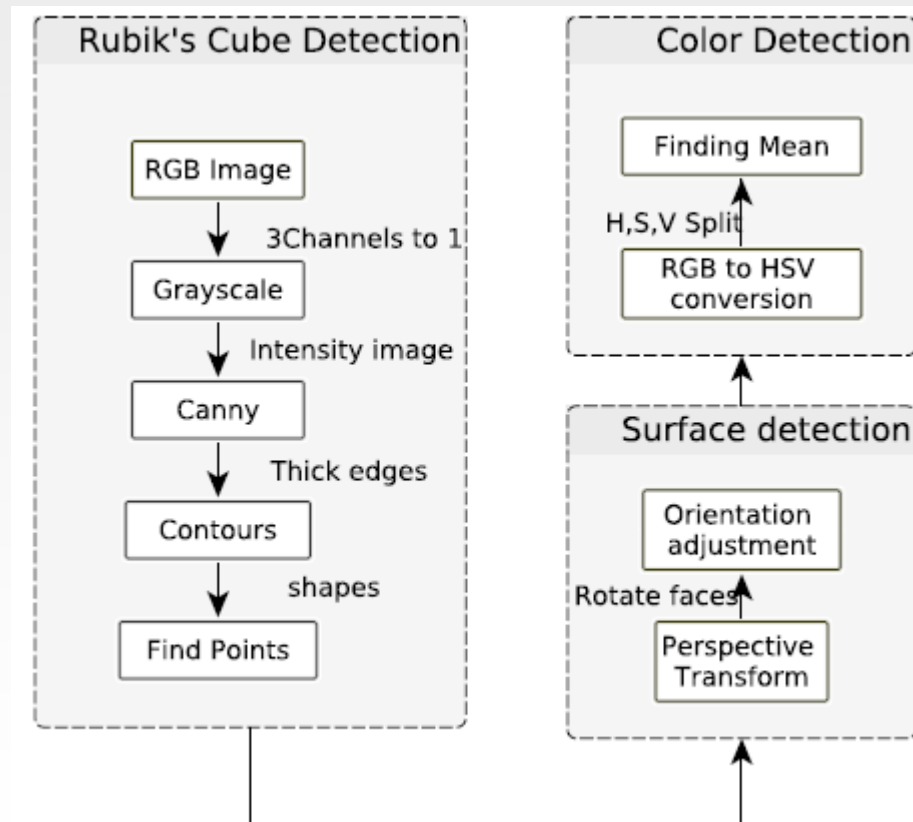 Rubik's Cube Detection
RGB Image
3Channels to 1
Grayscale
Intensity image
Canny
Thick edges
Contours
shapes
Find Points
Color Detection
Finding Mean
H,S,V Split
RGB to HSV
conversion
Surface detection
Orientation
adjustment
Rotate faces
Perspective
Transform